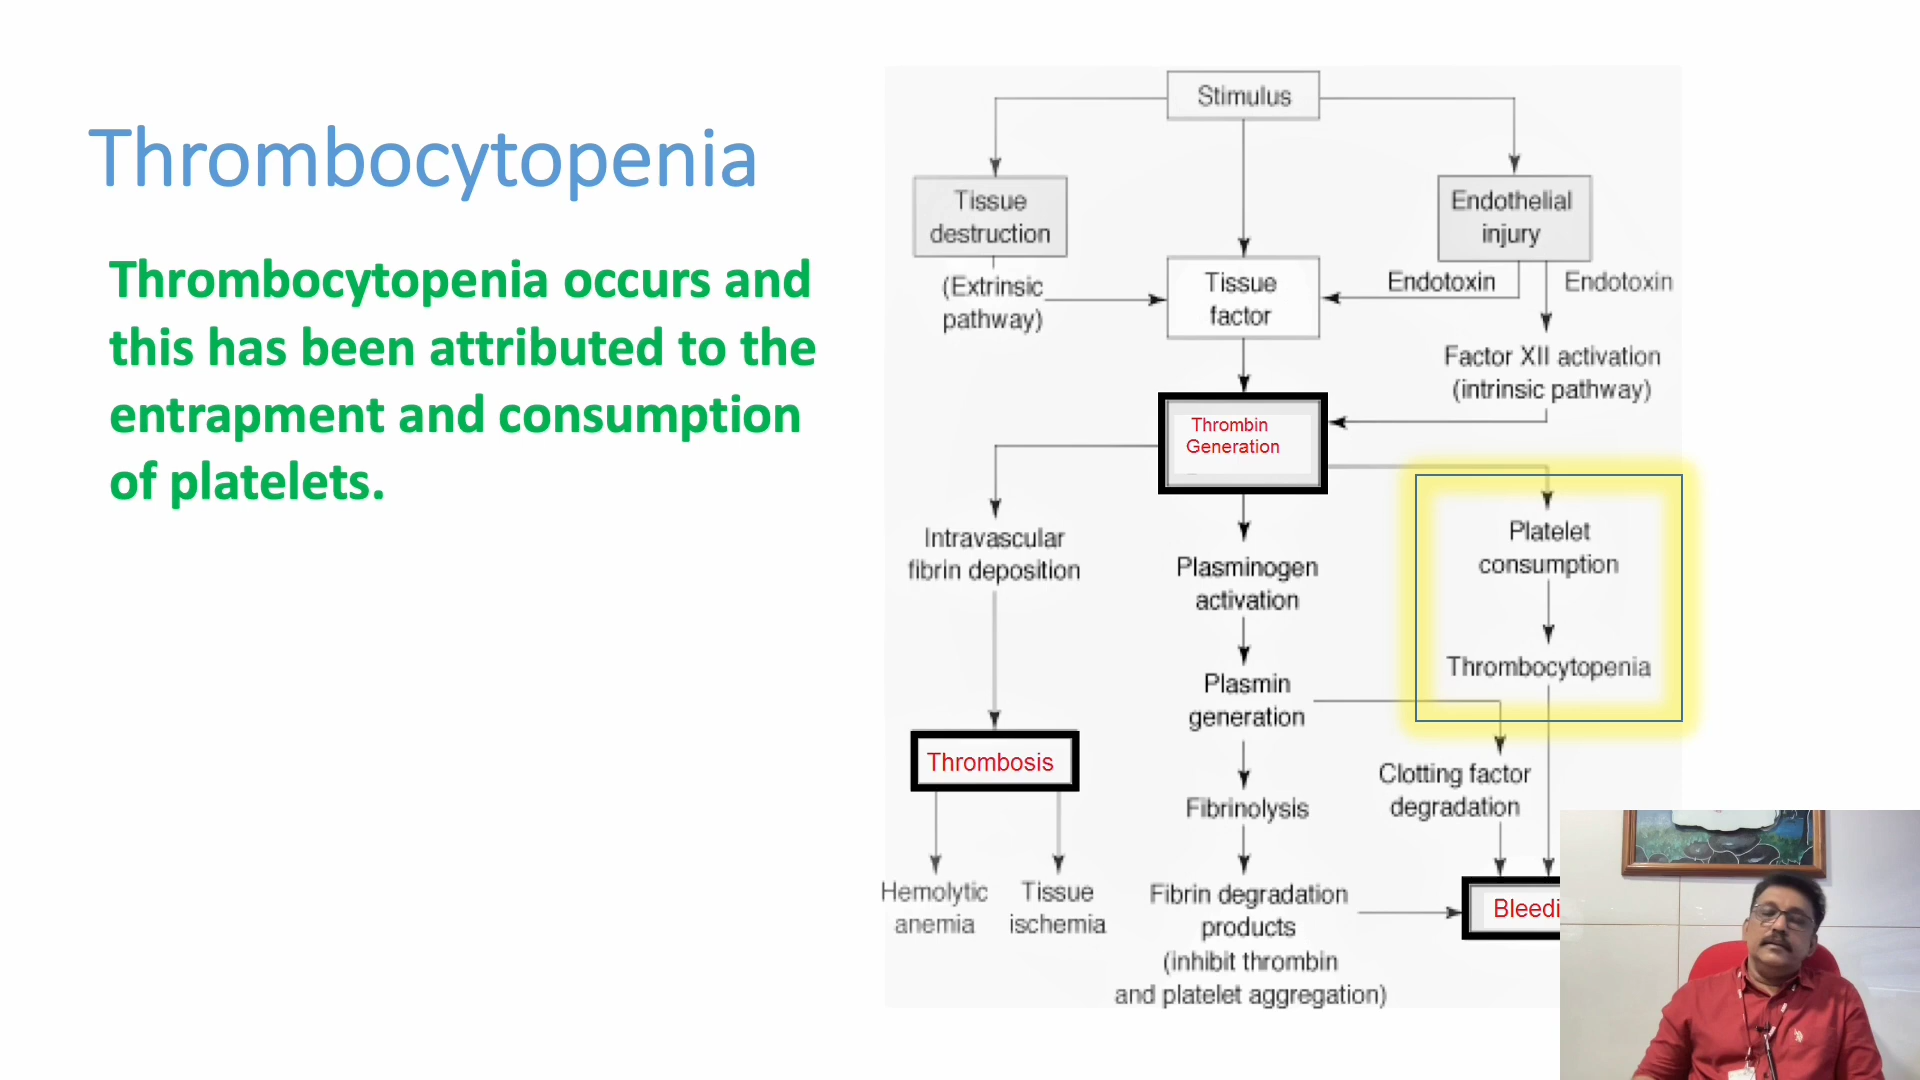 Thrombocytopenia
Thrombocytopenia occurs and
this has been attributed to the
entrapment and consumption
of platelets.
Stimulus
Tissue
destruction
Endothelial
injury
(Extrinsic
pathway)
Tissue
factor
Endotoxin
Endotoxin
Factor XII activation
(intrinsic pathway)
Thrombin
Generation
Intravascular
fibrin deposition
Plasminogen
activation
Platelet
consumption
Thrombocytopenia
Plasmin
generation
Thrombosis
Clotting factor
degradation
Fibrinolysis
Hemolytic
anemia
Tissue
ischemia
Fibrin degradation
products
(inhibit thrombin
and platelet aggregation)
Bleedi